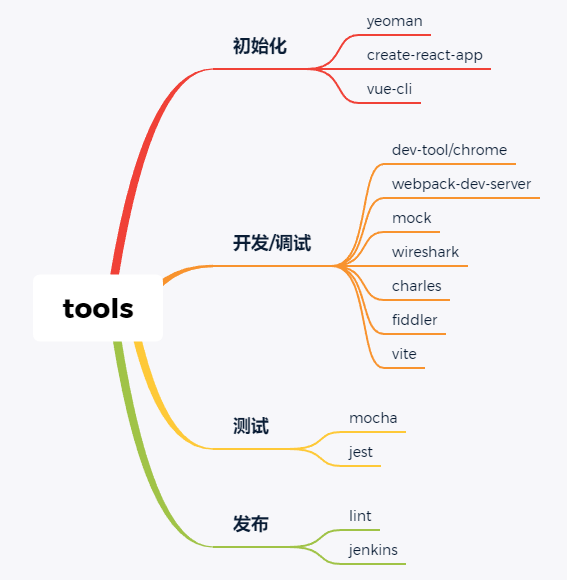 tools
初始化
yeoman
create-react-app
vue-cli
开发/调试
dev-tool/chrome
webpack-dev-server
mock
wireshark
charles
fiddler
vite
测试
mocha
jest
发布
lint
jenkins